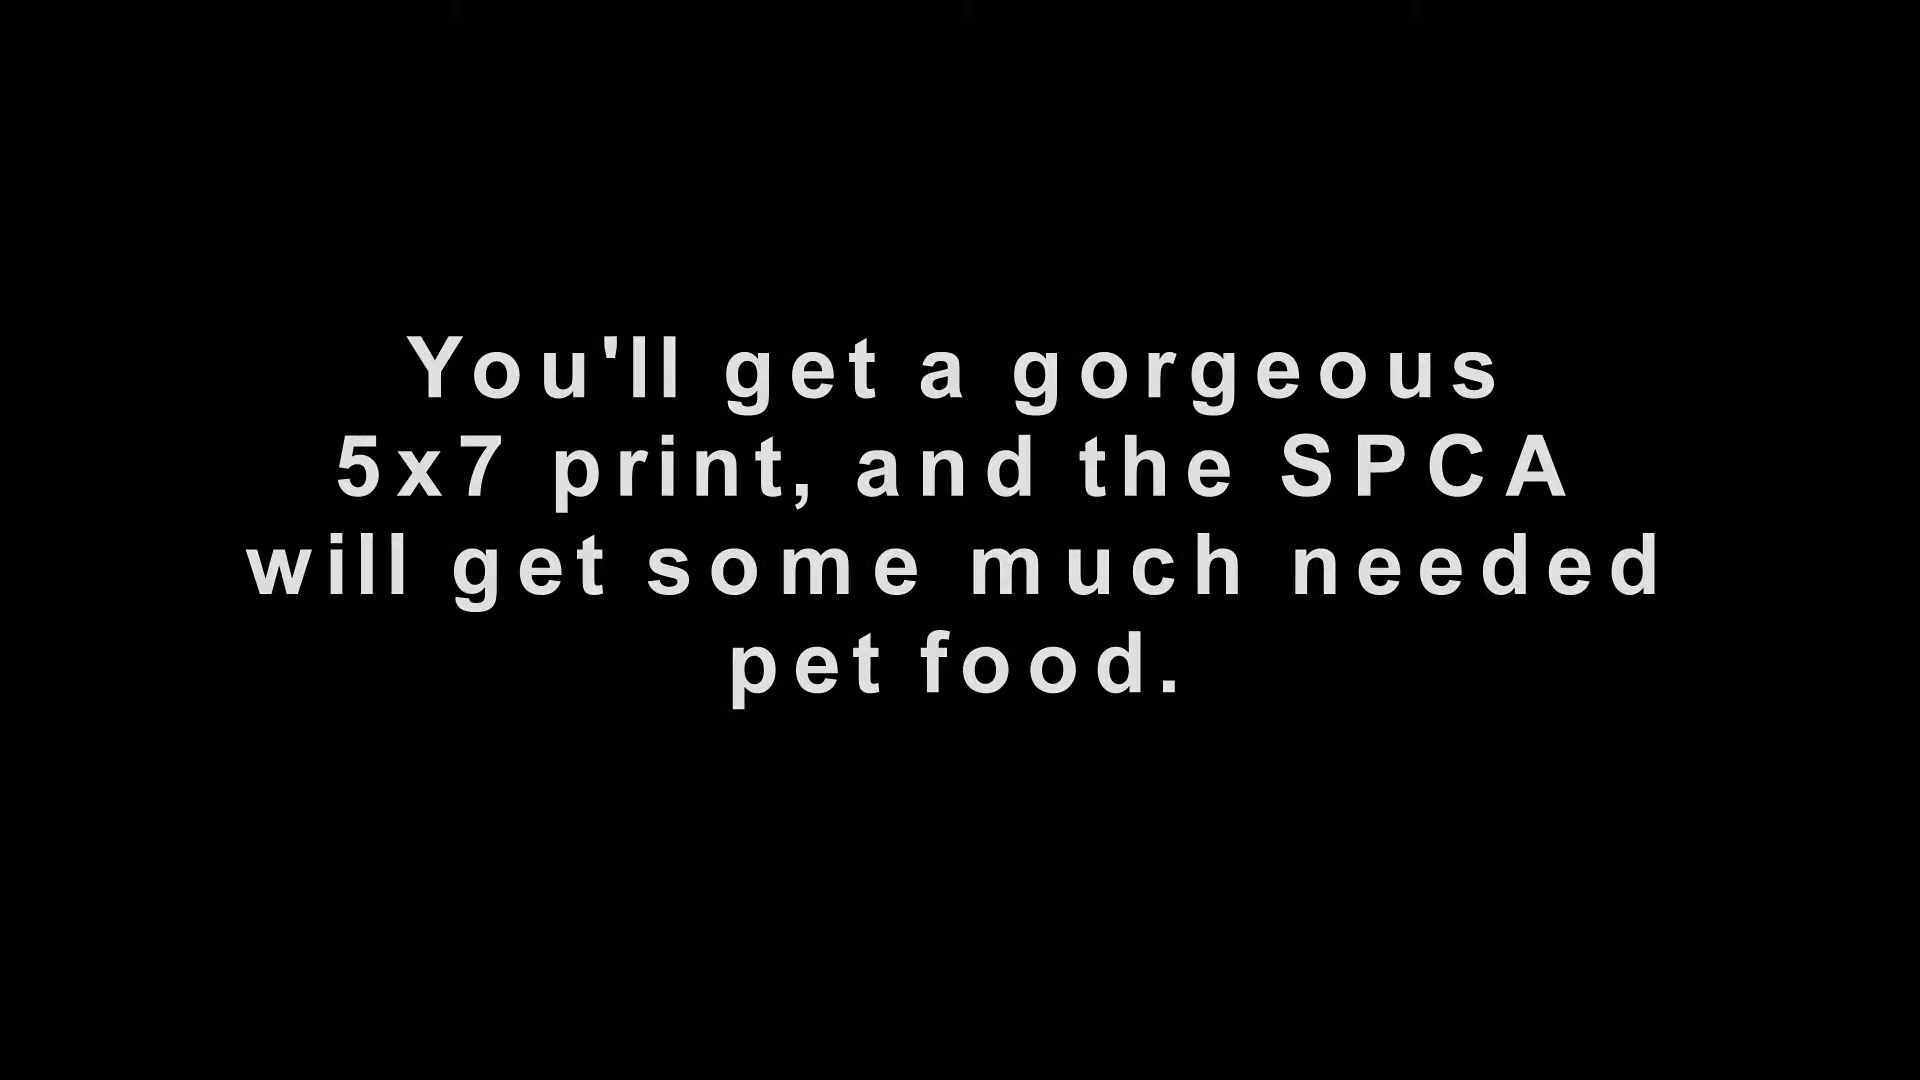 You'll get a gorgeous
5x7 print, and the SPCA
will get some much needed
pet food.